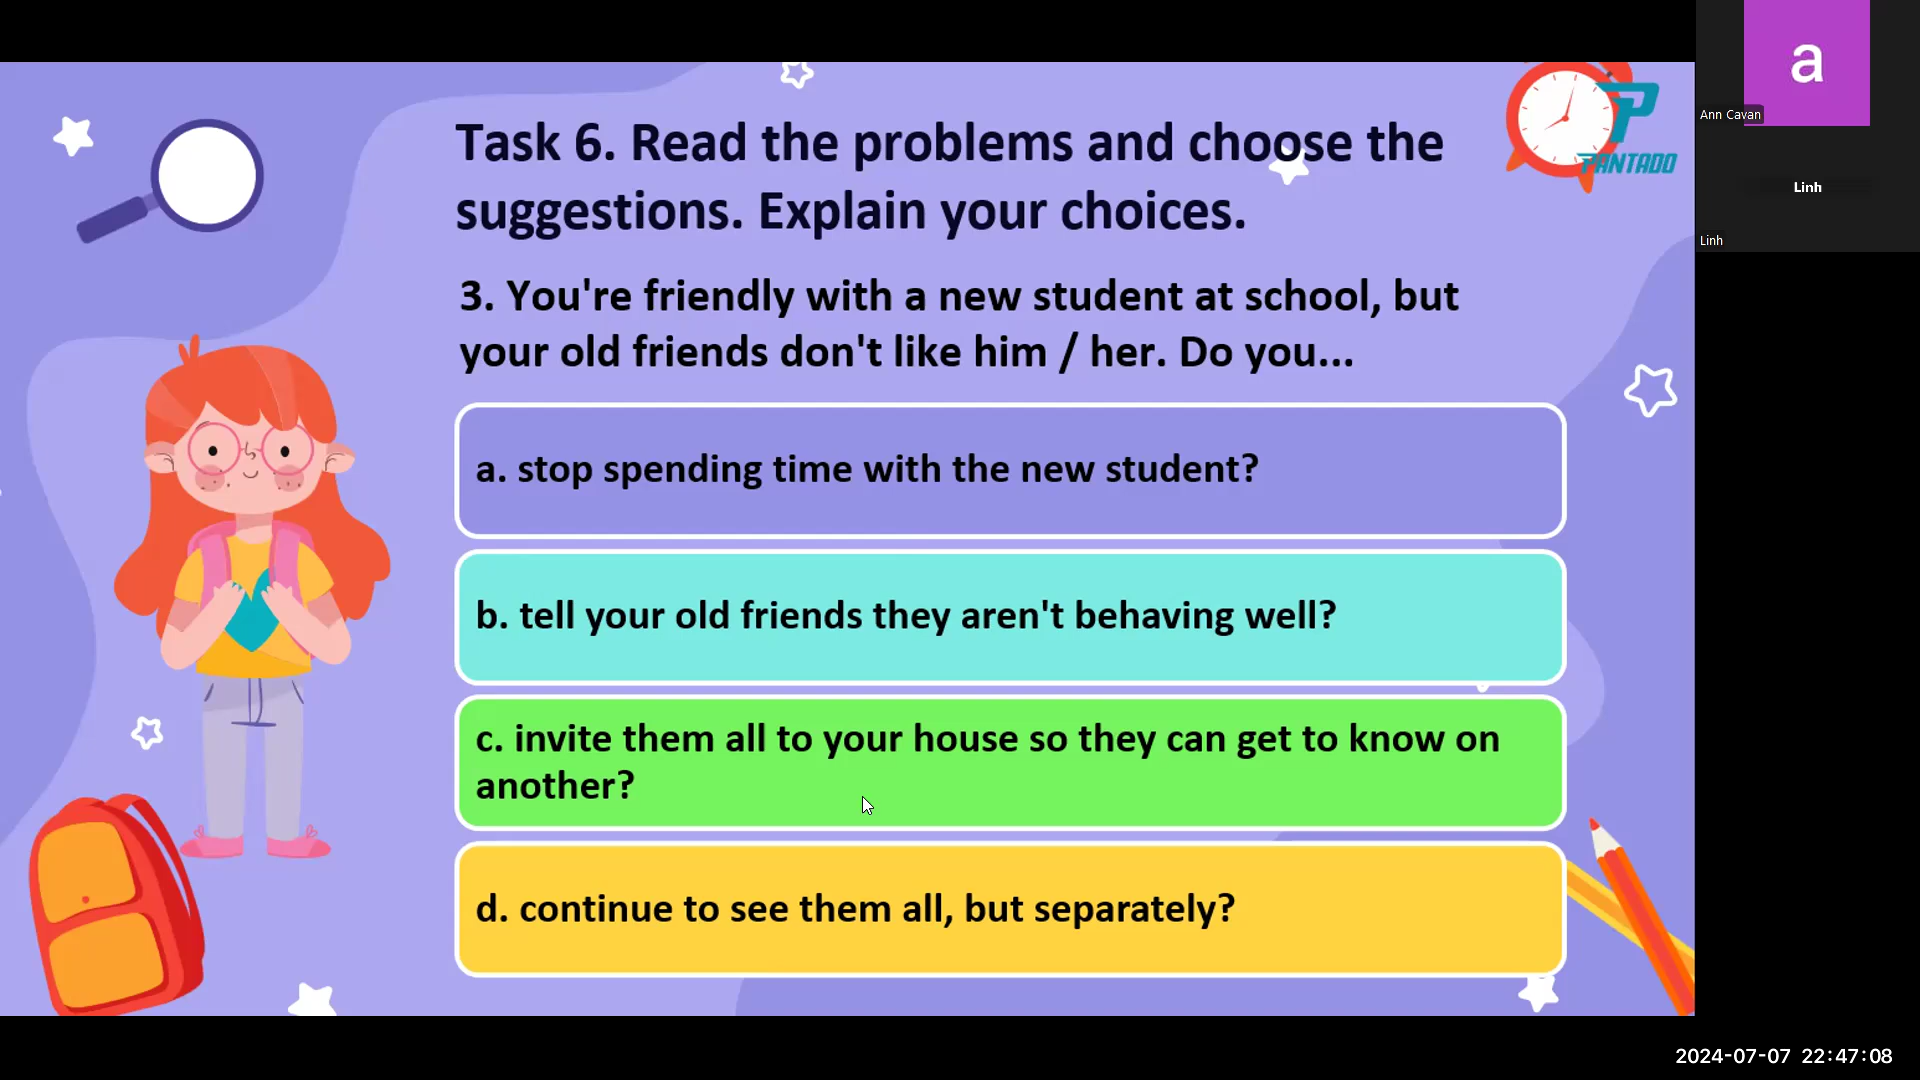 Task 6. Read the problems and choose the
suggestions. Explain your choices.
3. You're friendly with a new student at school, but
your old friends don't like him / her. Do you...
a. stop spending time with the new student?
b. tell your old friends they aren't behaving well?
c. invite them all to your house so they can get to know on
another?
d. continue to see them all, but separately?
PANTADO
a
Ann Cavan
Linh
Linh
2024-07-07 22:47:08